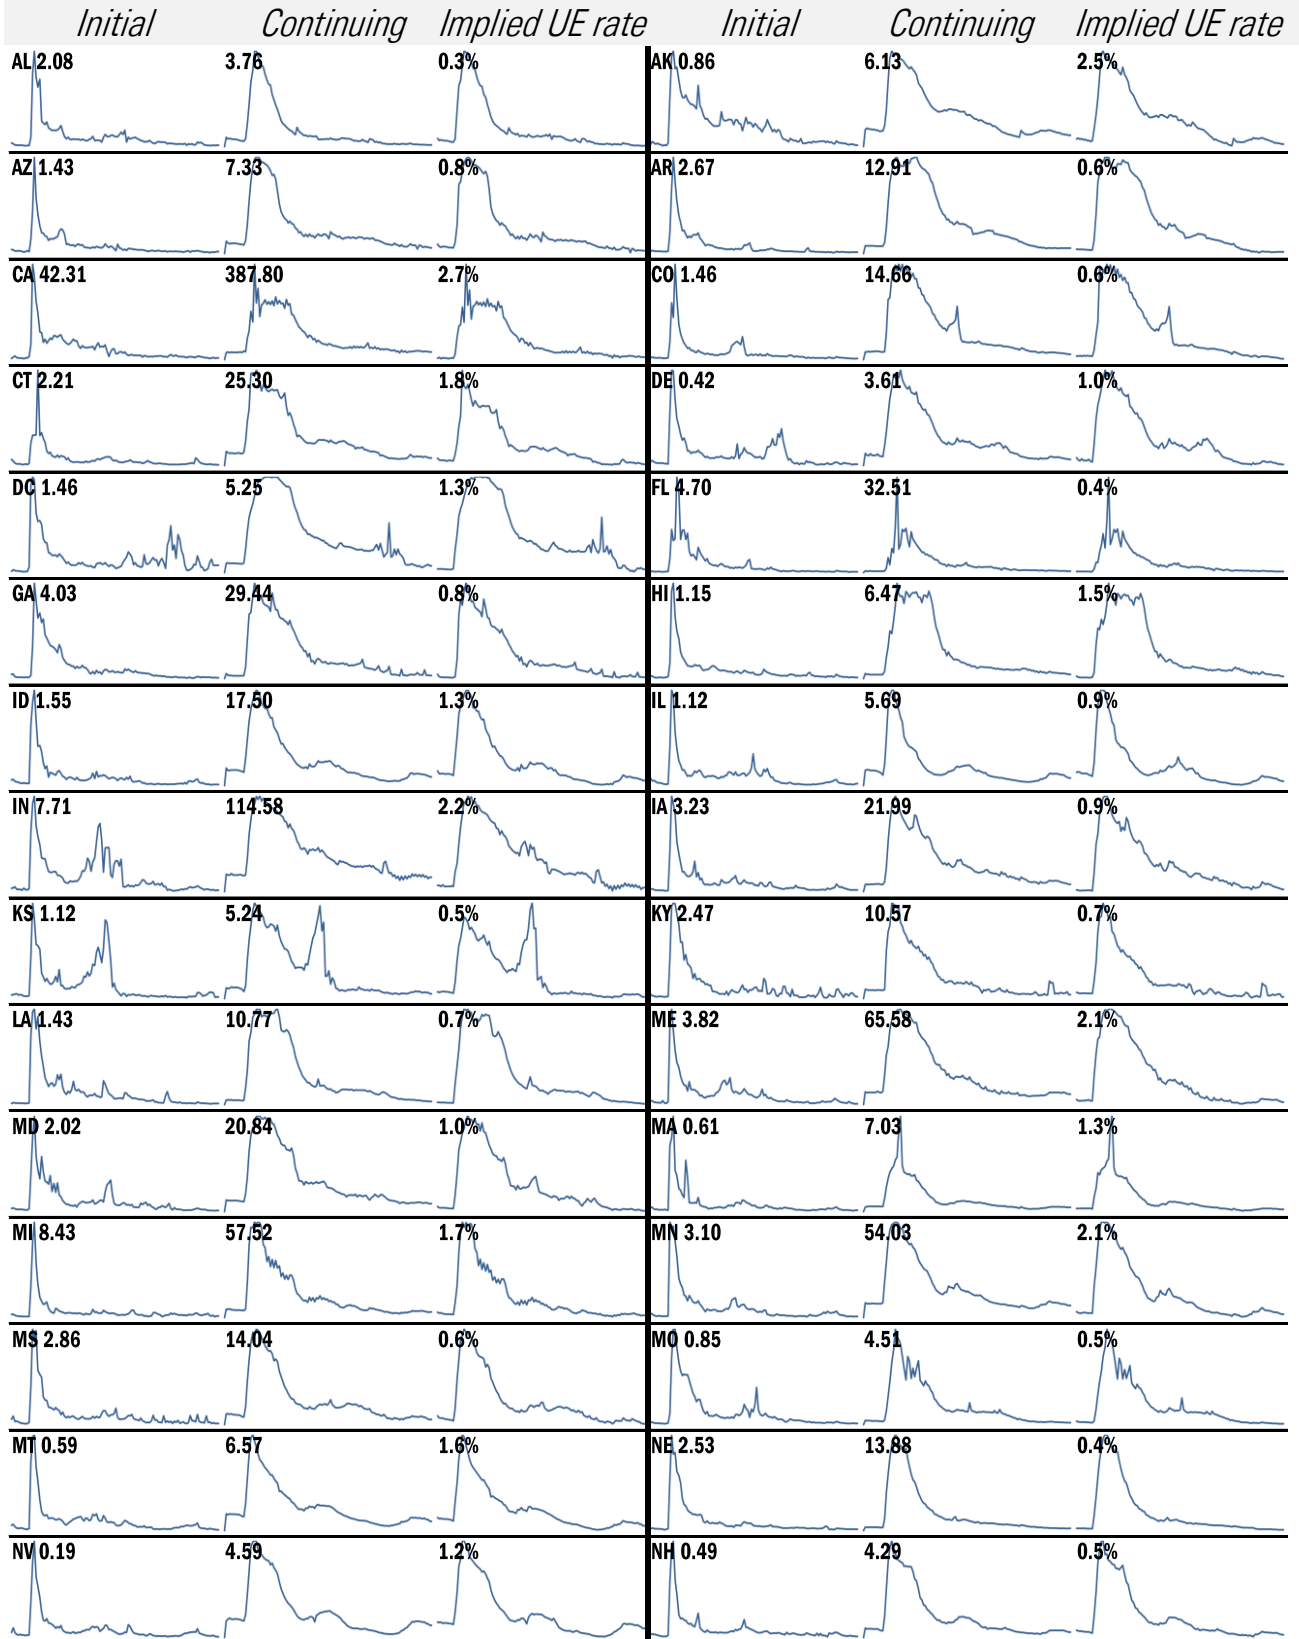 Initial Continuing Implied UE rate Initial Continuing Implied UE rate
AL 2.08 3.76 0.3% AK 0.86 6.13 2.5%
AZ 1.43 7.33 0.8% AR 2.67 12.91 0.6%
CA 42.31 387.80 2.7% CO 1.46 14.66 0.6%
CT 2.21 25.30 1.8% DE 0.42 3.61 1.0%
DC 1.46 5.25 1.3% FL 4.70 32.51 0.4%
GA 4.03 29.44 0.8% HI 1.15 6.47 1.5%
ID 1.55 17.50 1.3% IL 1.12 5.69 0.9%
IN 7.71 114.58 2.2% IA 3.23 21.99 0.9%
KS 1.12 5.24 0.5% KY 2.47 10.57 0.7%
LA 1.43 10.77 0.7% ME 3.82 65.58 2.1%
MD 2.02 20.84 1.0% MA 0.61 7.03 1.3%
MI 8.43 57.52 1.7% MN 3.10 54.03 2.1%
MS 2.86 14.04 0.6% MO 0.85 4.51 0.5%
MT 0.59 6.57 1.6% NE 2.53 13.88 0.4%
NV 0.19 4.59 1.2% NH 0.49 4.29 0.5%